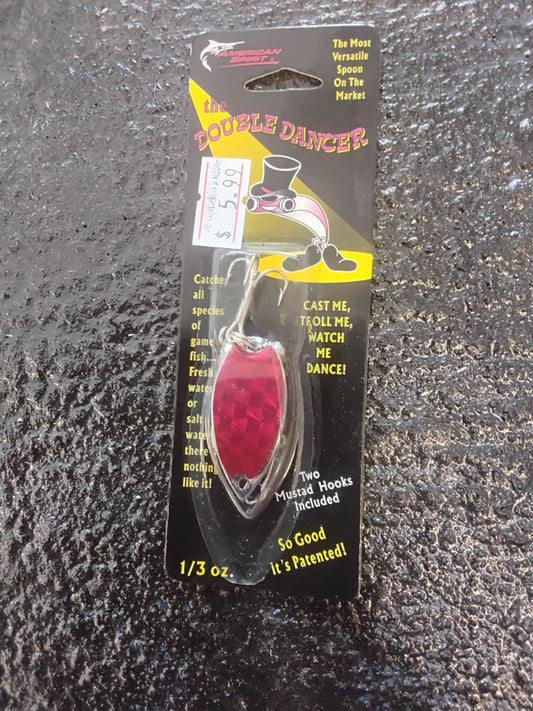 AMERICAN
SPIRIT
The Most
Versatile
Spoon
On The
Market
the
DOUBLE DANCER
$ 5.99
Catches
all
species
of
game
fish...
Fresh
water
or
salt
water
there
nothing
like it!
CAST ME,
TROLL ME,
WATCH
ME
DANCE!
Two
Mustad Hooks
Included
So Good
it's Patented!
1/3 oz.